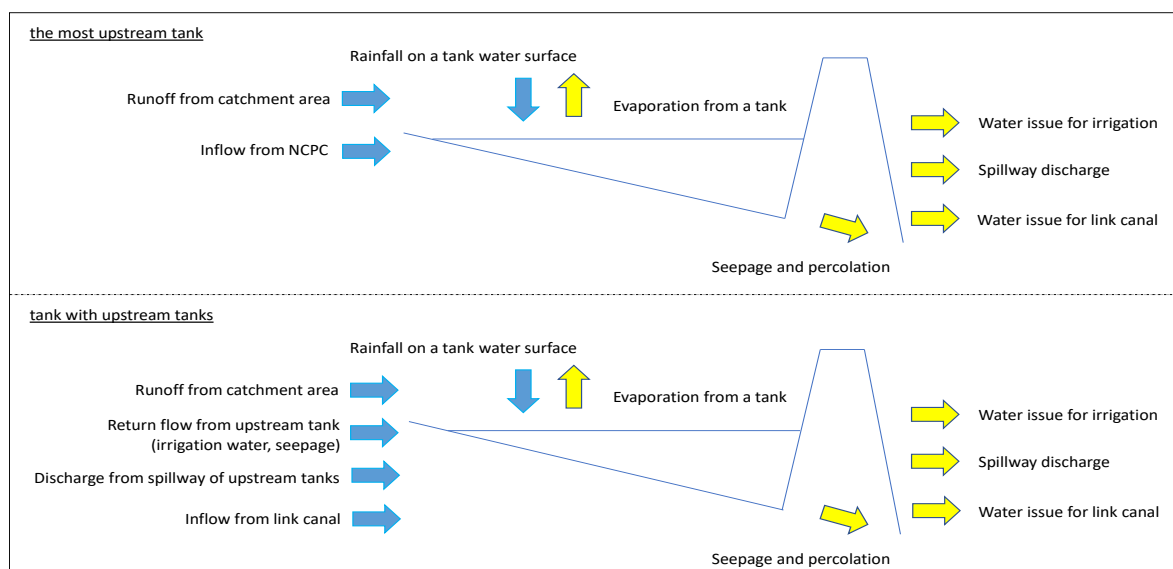 the most upstream tank
Rainfall on a tank water surface
Runoff from catchment area
Evaporation from a tank
Inflow from NCPC
Water issue for irrigation
Spillway discharge
Water issue for link canal
Seepage and percolation
tank with upstream tanks
Rainfall on a tank water surface
Runoff from catchment area
Evaporation from a tank
Return flow from upstream tank
(irrigation water, seepage)
Discharge from spillway of upstream tanks
Inflow from link canal
Water issue for irrigation
Spillway discharge
Water issue for link canal
Seepage and percolation